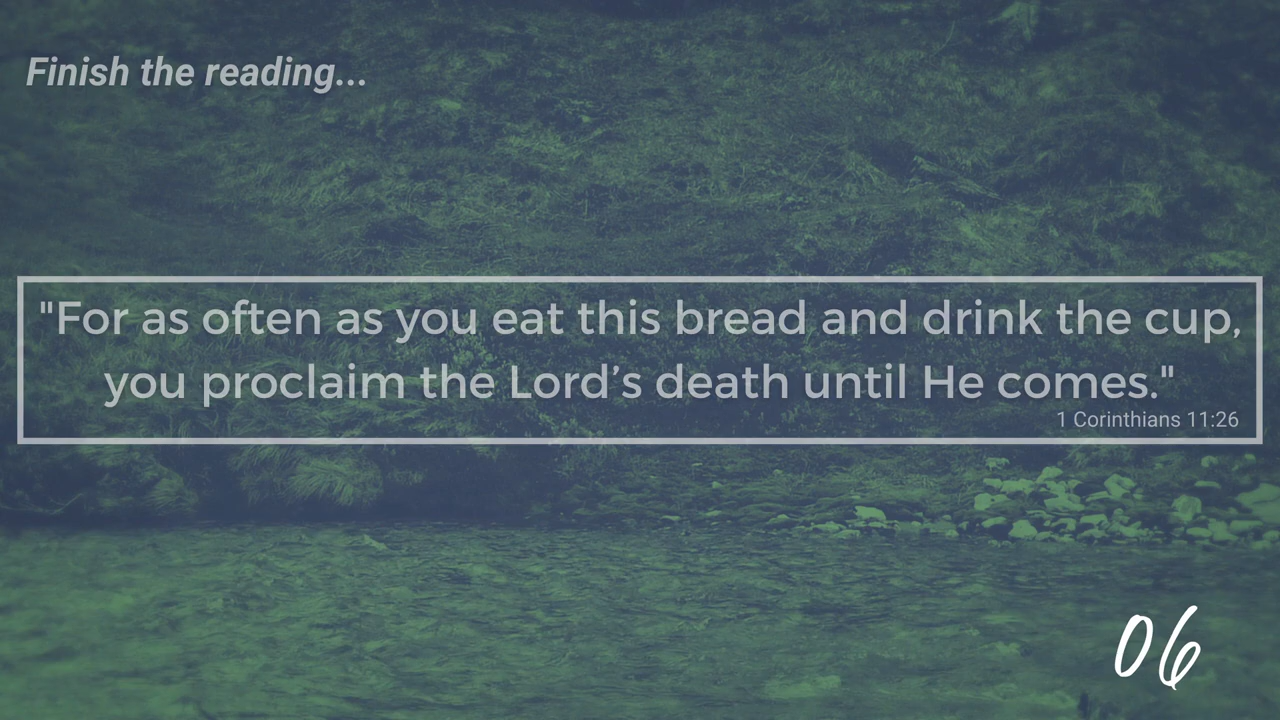 Finish the reading...
"For as often as you eat this bread and drink the cup,
you proclaim the Lord’s death until He comes."
1 Corinthians 11:26
06